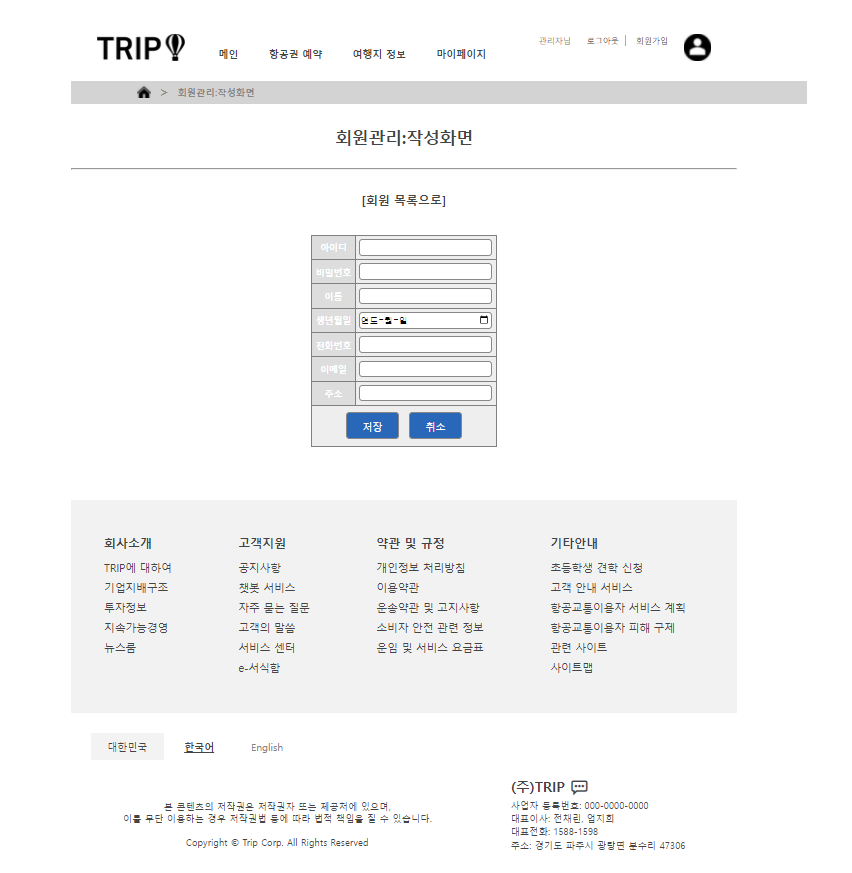 TRIP
메인 항공권 예약 여행지 정보 마이페이지
관리자님 로그아웃 | 회원가입
> 회원관리:작성화면
회원관리:작성화면
[회원 목록으로]
아이디
비밀번호
이름
생년월일 연도-월-일
전화번호
이메일
주소
저장 취소
회사소개
TRIP에 대하여
기업지배구조
투자정보
지속가능경영
뉴스룸
고객지원
공지사항
챗봇 서비스
자주 묻는 질문
고객의 말씀
서비스 센터
e-서식함
약관 및 규정
개인정보 처리방침
이용약관
운송약관 및 고지사항
소비자 안전 관련 정보
운임 및 서비스 요금표
기타안내
초등학생 견학 신청
고객 안내 서비스
항공교통이용자 서비스 계획
항공교통이용자 피해 구제
관련 사이트
사이트맵
대한민국 한국어 English
본 콘텐츠의 저작권은 저작권자 또는 제공처에 있으며,
이를 무단 이용하는 경우 저작권법 등에 따라 법적 책임을 질 수 있습니다.
Copyright © Trip Corp. All Rights Reserved
(주)TRIP
사업자 등록번호: 000-0000-0000
대표이사: 전채린, 엄지희
대표전화: 1588-1598
주소: 경기도 파주시 광탄면 분수리 47306